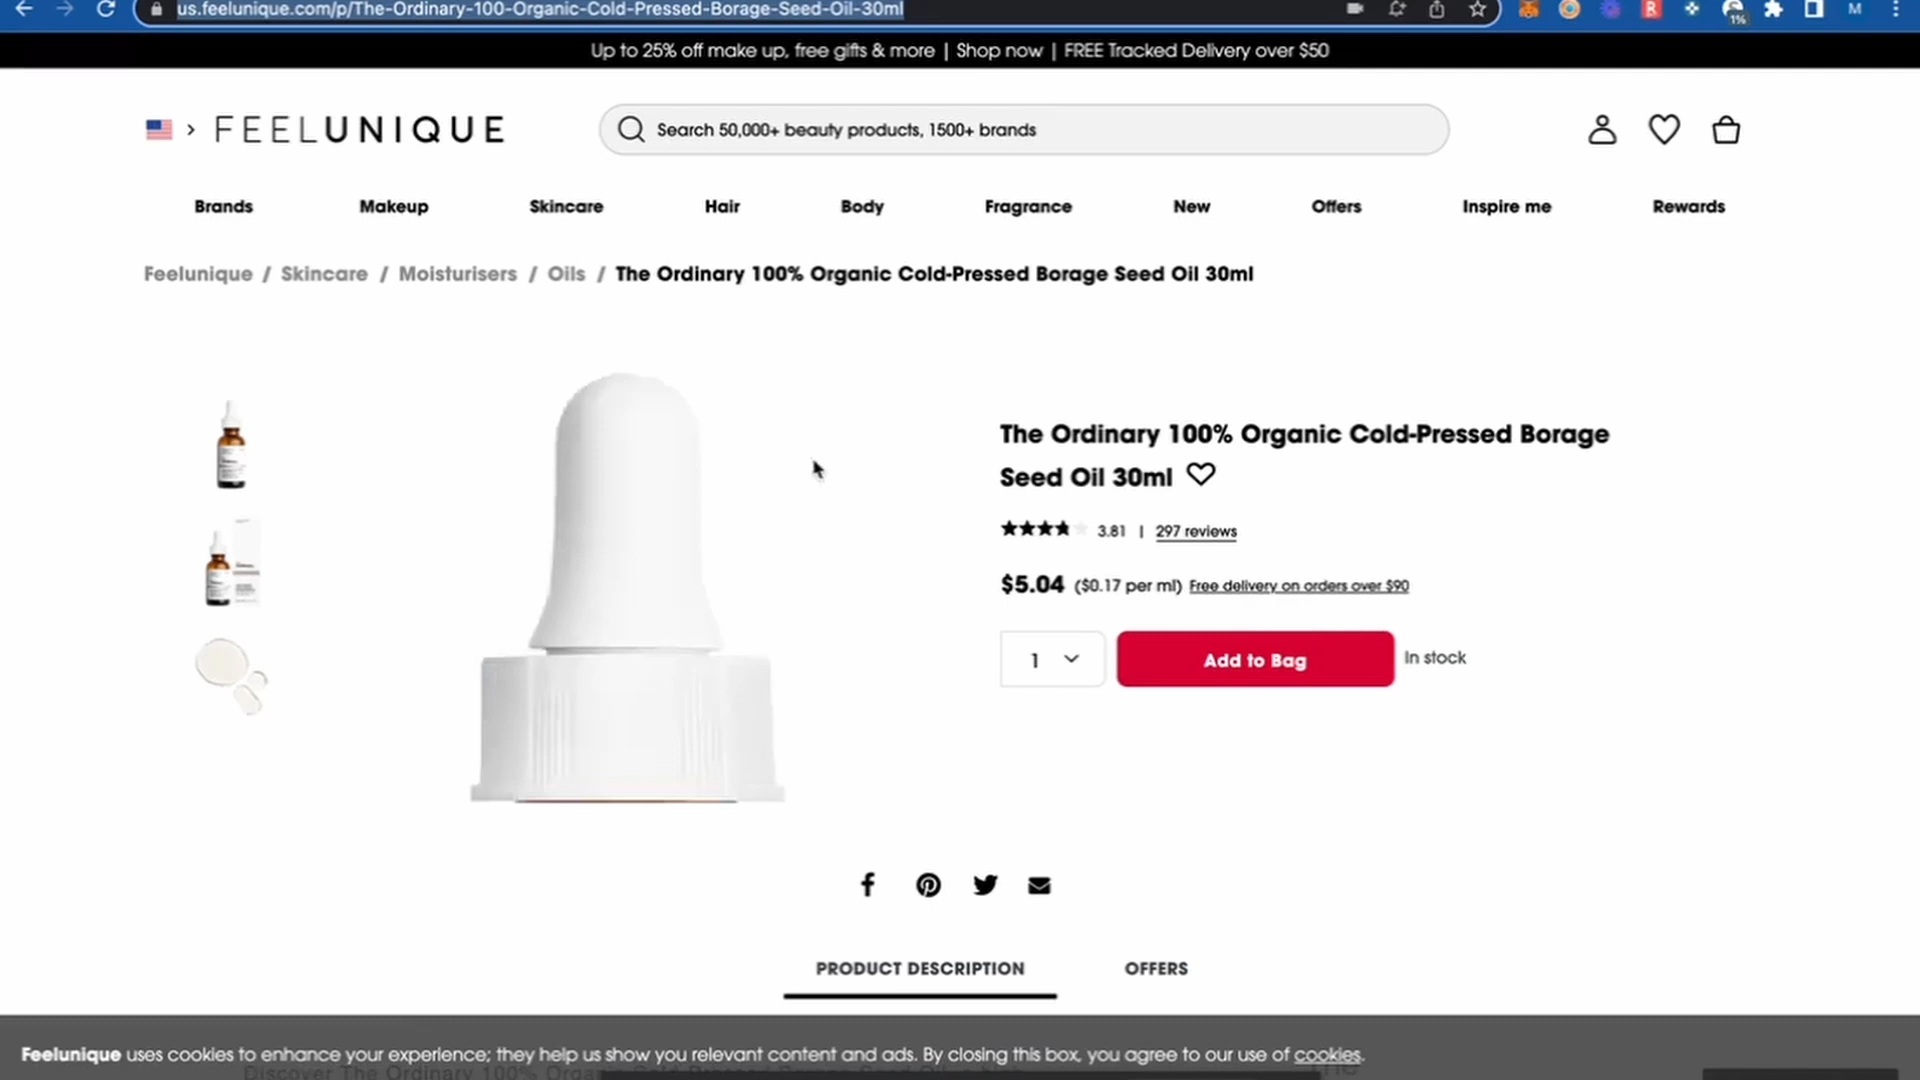 us.feelunique.com/p/The-Ordinary-100-Organic-Cold-Pressed-Borage-Seed-Oil-30ml
R
1%
M
Up to 25% off make up, free gifts & more | Shop now | FREE Tracked Delivery over $50
FEELUNIQUE
Search 50,000+ beauty products, 1500+ brands
Brands Makeup Skincare Hair Body Fragrance New Offers Inspire me Rewards
Feelunique / Skincare / Moisturisers / Oils / The Ordinary 100% Organic Cold-Pressed Borage Seed Oil 30ml
The Ordinary 100% Organic Cold-Pressed Borage
Seed Oil 30ml
3.81 | 297 reviews
$5.04 ($0.17 per ml) Free delivery on orders over $90
1 Add to Bag In stock
PRODUCT DESCRIPTION OFFERS
Feelunique uses cookies to enhance your experience; they help us show you relevant content and ads. By closing this box, you agree to our use of cookies.
Discover The Ordinary 100%